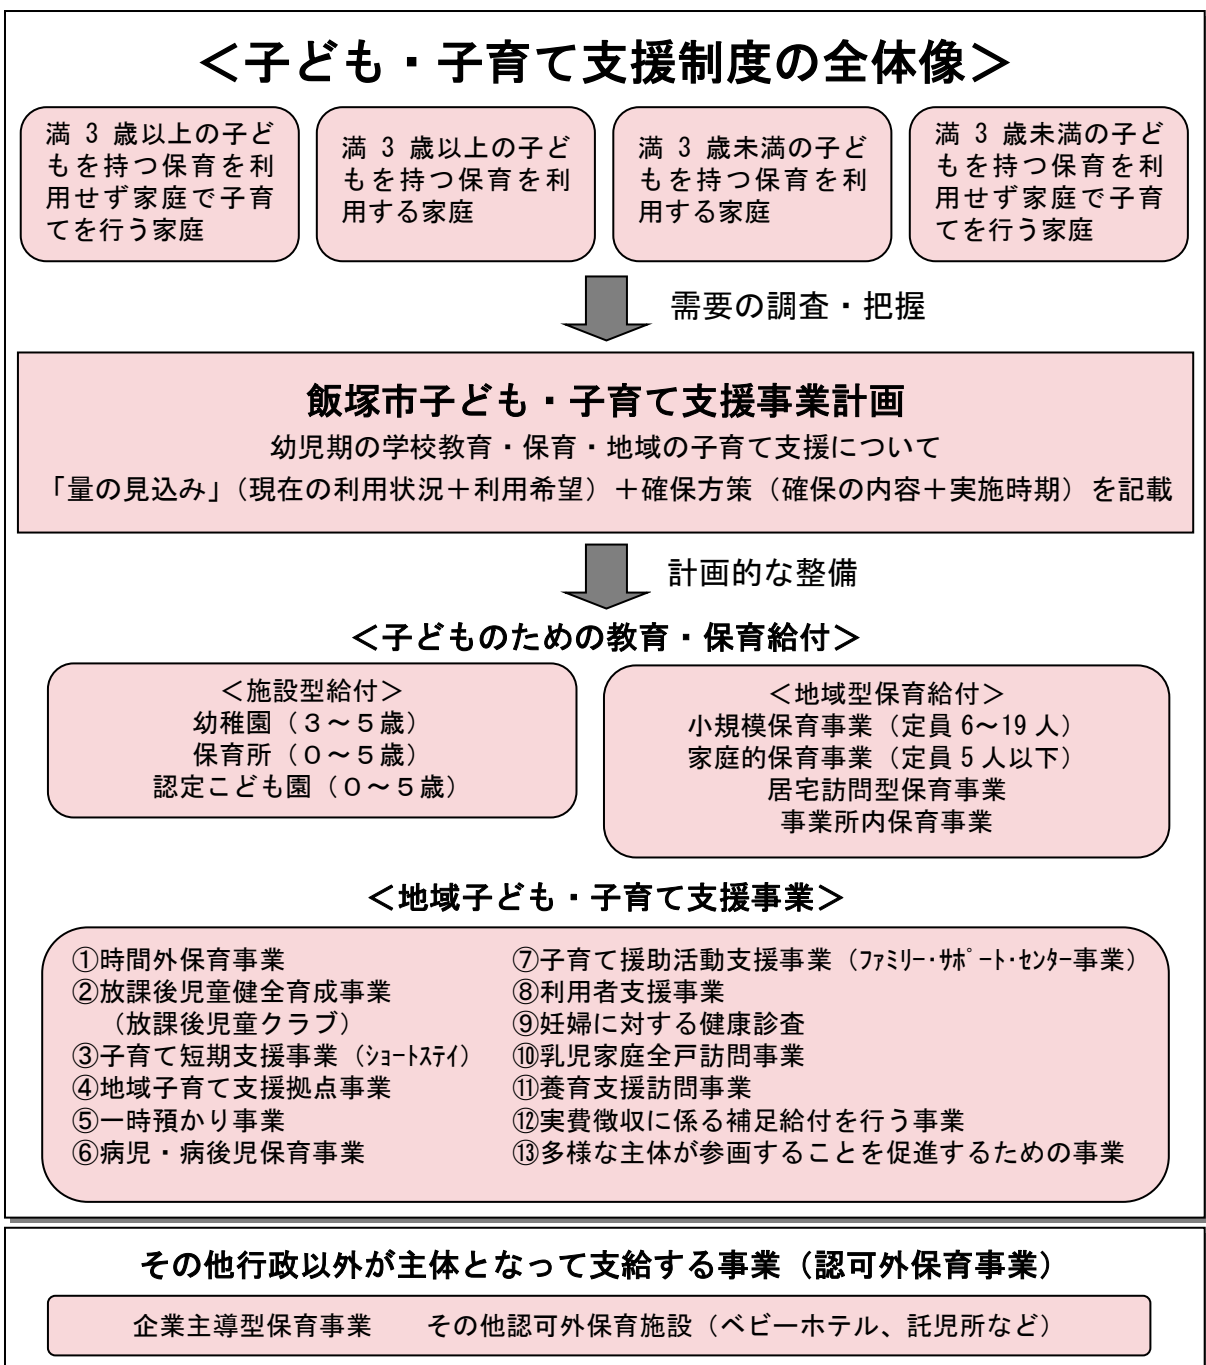 ＜子ども・子育て支援制度の全体像＞
満 3 歳以上の子ど
もを持つ保育を利
用せず家庭で子育
てを行う家庭
満 3 歳以上の子ど
もを持つ保育を利
用する家庭
満 3 歳未満の子ど
もを持つ保育を利
用する家庭
満 3 歳未満の子ど
もを持つ保育を利
用せず家庭で子育
てを行う家庭
需要の調査・把握
飯塚市子ども・子育て支援事業計画
幼児期の学校教育・保育・地域の子育て支援について
「量の見込み」（現在の利用状況＋利用希望）＋確保方策（確保の内容＋実施時期）を記載
計画的な整備
＜子どものための教育・保育給付＞
＜施設型給付＞
幼稚園（３～５歳）
保育所（０～５歳）
認定こども園（０～５歳）
＜地域型保育給付＞
小規模保育事業（定員 6～19 人）
家庭的保育事業（定員 5 人以下）
居宅訪問型保育事業
事業所内保育事業
＜地域子ども・子育て支援事業＞
①時間外保育事業
②放課後児童健全育成事業
（放課後児童クラブ）
③子育て短期支援事業（ｼｮｰﾄｽﾃｲ）
④地域子育て支援拠点事業
⑤一時預かり事業
⑥病児・病後児保育事業
⑦子育て援助活動支援事業（ﾌｧﾐﾘｰ･ｻﾎﾟｰﾄ･ｾﾝﾀｰ事業）
⑧利用者支援事業
⑨妊婦に対する健康診査
⑩乳児家庭全戸訪問事業
⑪養育支援訪問事業
⑫実費徴収に係る補足給付を行う事業
⑬多様な主体が参画することを促進するための事業
その他行政以外が主体となって支給する事業（認可外保育事業）
企業主導型保育事業　　その他認可外保育施設（ベビーホテル、託児所など）